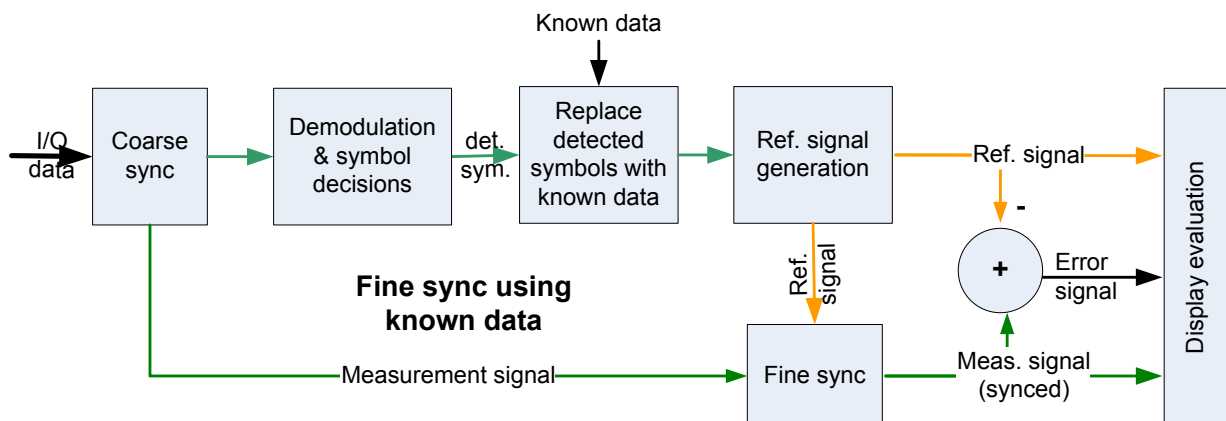 Known data
I/Q
data
Coarse
sync
Demodulation
& symbol
decisions
det.
sym.
Replace
detected
symbols with
known data
Ref. signal
generation
Ref. signal
-
+
Error
signal
Display evaluation
Ref.
signal
Fine sync using
known data
Measurement signal
Fine sync
Meas. signal
(synced)